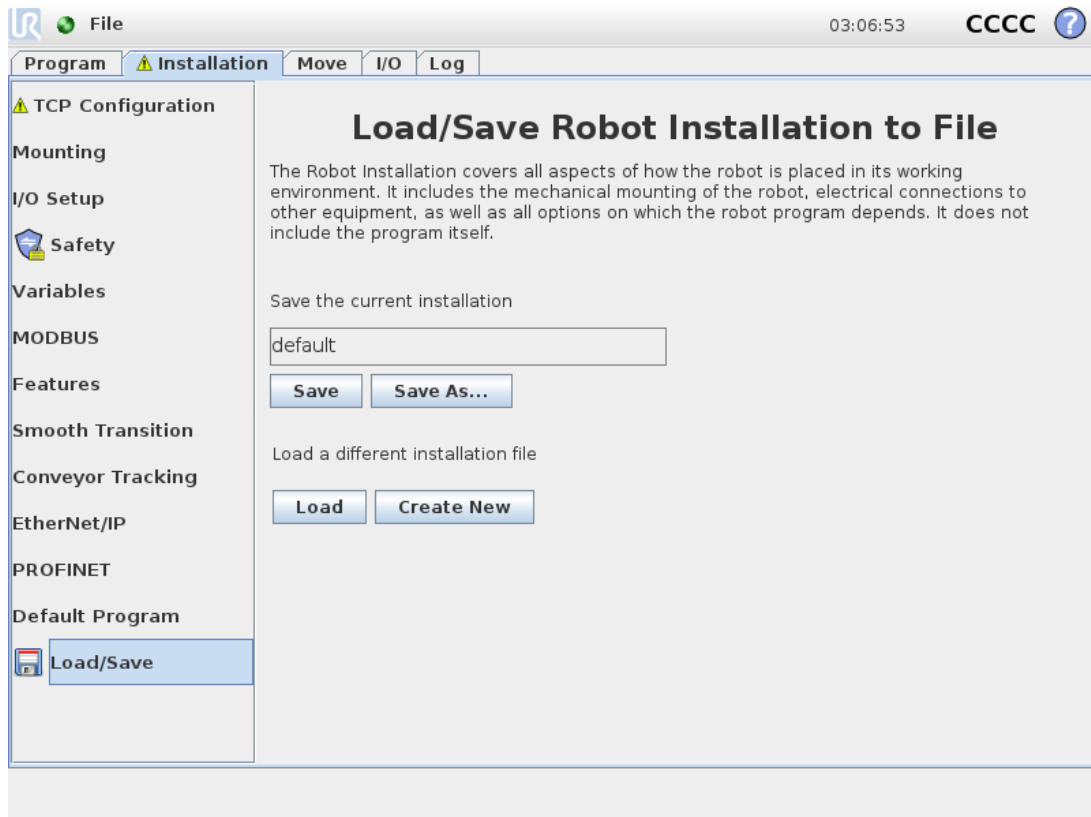 UR File 03:06:53 CCCC ?
Program Installation Move I/O Log
TCP Configuration
Mounting
I/O Setup
Safety
Variables
MODBUS
Features
Smooth Transition
Conveyor Tracking
EtherNet/IP
PROFINET
Default Program
Load/Save
Load/Save Robot Installation to File
The Robot Installation covers all aspects of how the robot is placed in its working
environment. It includes the mechanical mounting of the robot, electrical connections to
other equipment, as well as all options on which the robot program depends. It does not
include the program itself.
Save the current installation
default
Save Save As...
Load a different installation file
Load Create New